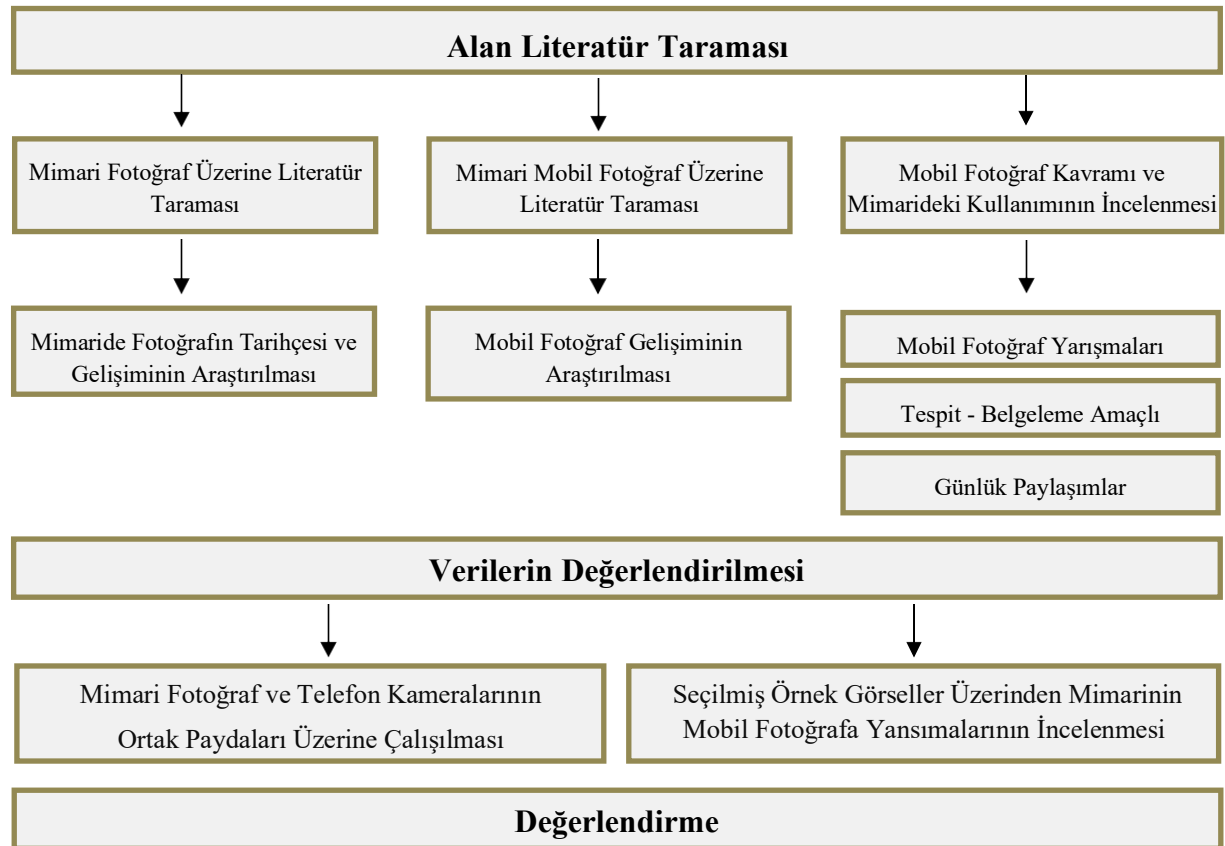 Alan Literatür Taraması
Mimari Fotoğraf Üzerine Literatür
Taraması
Mimari Mobil Fotoğraf Üzerine
Literatür Taraması
Mobil Fotoğraf Kavramı ve
Mimarideki Kullanımının İncelenmesi
Mimaride Fotoğrafın Tarihçesi ve
Gelişiminin Araştırılması
Mobil Fotoğraf Gelişiminin
Araştırılması
Mobil Fotoğraf Yarışmaları
Tespit - Belgeleme Amaçlı
Günlük Paylaşımlar
Verilerin Değerlendirilmesi
Mimari Fotoğraf ve Telefon Kameralarının
Ortak Paydaları Üzerine Çalışılması
Seçilmiş Örnek Görseller Üzerinden Mimarinin
Mobil Fotoğrafa Yansımalarının İncelenmesi
Değerlendirme